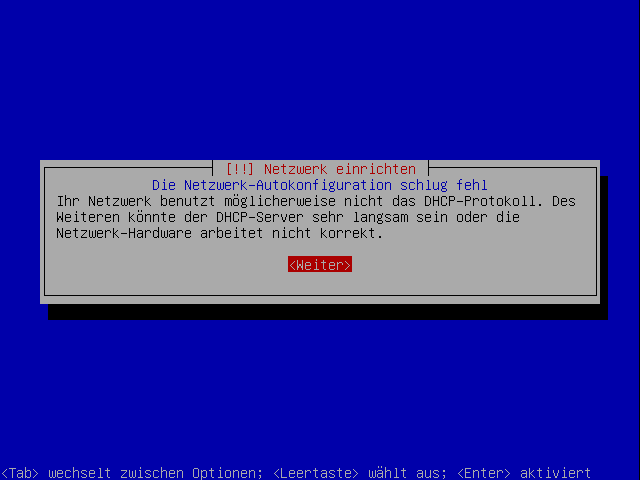 [!!] Netzwerk einrichten
Die Netzwerk-Autokonfiguration schlug fehl
Ihr Netzwerk benutzt möglicherweise nicht das DHCP-Protokoll. Des
Weiteren könnte der DHCP-Server sehr langsam sein oder die
Netzwerk-Hardware arbeitet nicht korrekt.
<Weiter>
<Tab> wechselt zwischen Optionen; <Leertaste> wählt aus; <Enter> aktiviert